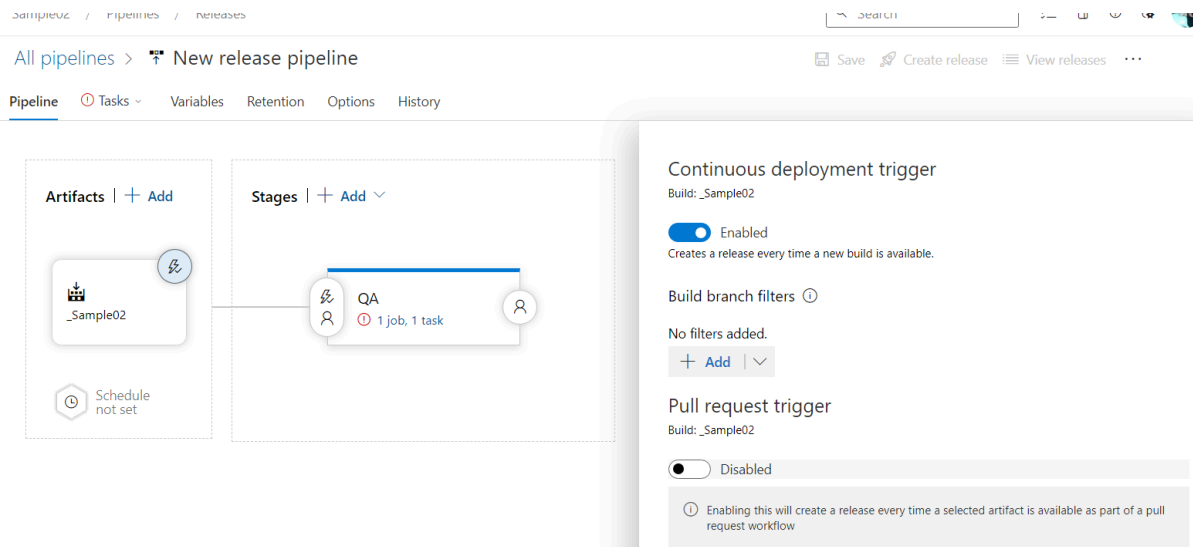 Sample02 / Pipelines / Releases
Search
All pipelines > New release pipeline
Save Create release View releases ...
Pipeline Tasks Variables Retention Options History
Artifacts | + Add
Stages | + Add
_Sample02
QA
1 job, 1 task
Schedule
not set
Continuous deployment trigger
Build: _Sample02
Enabled
Creates a release every time a new build is available.
Build branch filters
No filters added.
+ Add
Pull request trigger
Build: _Sample02
Disabled
Enabling this will create a release every time a selected artifact is available as part of a pull
request workflow